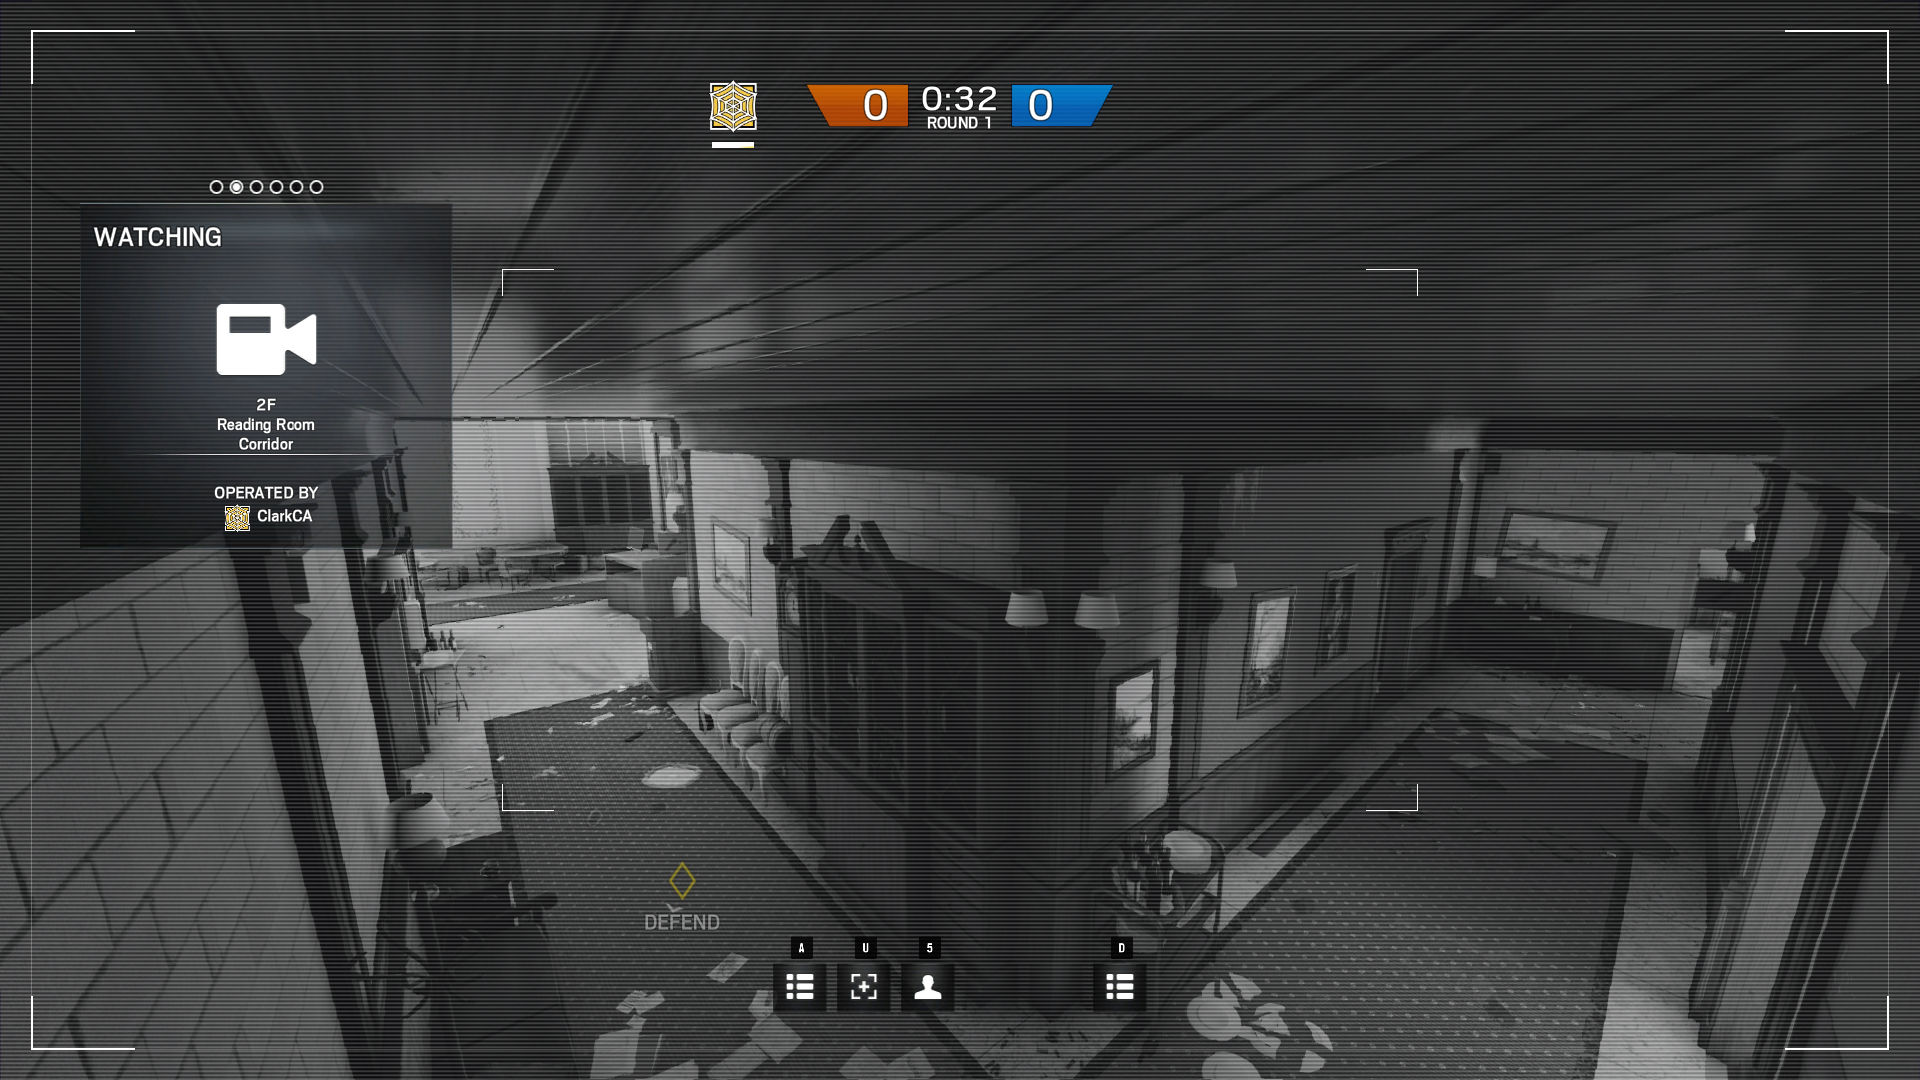 0 0:32 0
ROUND 1
WATCHING
2F
Reading Room
Corridor
OPERATED BY
ClarkCA
DEFEND
A U 5 D